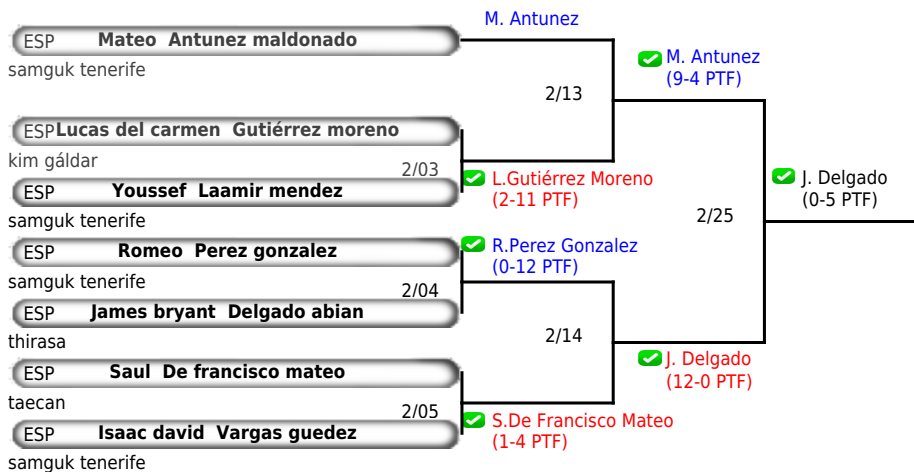 M. Antunez
ESP Mateo Antunez maldonado
samguk tenerife
M. Antunez
(9-4 PTF)
2/13
ESP Lucas del carmen Gutiérrez moreno
kim gáldar
2/03
ESP Youssef Laamir mendez
samguk tenerife
L.Gutiérrez Moreno
(2-11 PTF)
J. Delgado
(0-5 PTF)
2/25
ESP Romeo Perez gonzalez
samguk tenerife
R.Perez Gonzalez
(0-12 PTF)
2/04
ESP James bryant Delgado abian
thirasa
2/14
ESP Saul De francisco mateo
taecan
J. Delgado
(12-0 PTF)
2/05
ESP Isaac david Vargas guedez
samguk tenerife
S.De Francisco Mateo
(1-4 PTF)